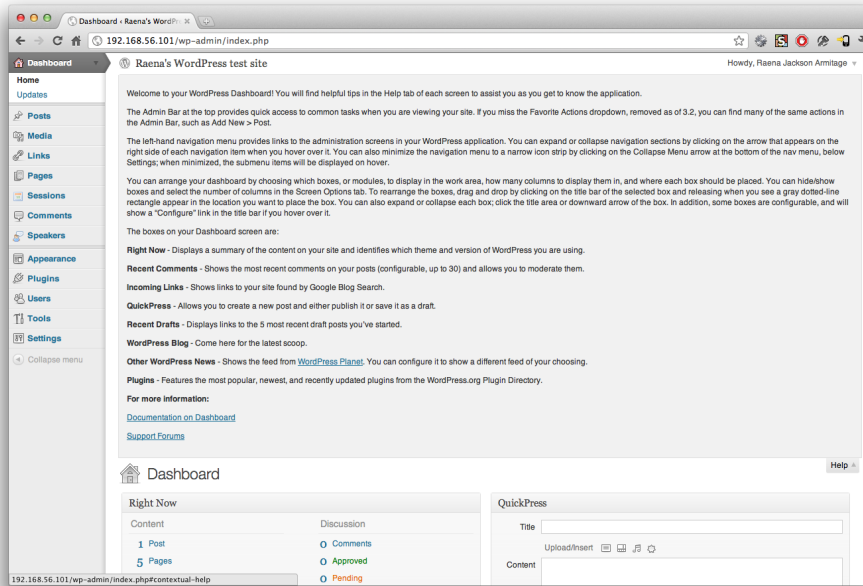 Dashboard ‹ Raena's WordPr
192.168.56.101/wp-admin/index.php
Dashboard
Raena's WordPress test site
Howdy, Raena Jackson Armitage
Home
Updates
Posts
Media
Links
Pages
Sessions
Comments
Speakers
Appearance
Plugins
Users
Tools
Settings
Collapse menu
Welcome to your WordPress Dashboard! You will find helpful tips in the Help tab of each screen to assist you as you get to know the application.
The Admin Bar at the top provides quick access to common tasks when you are viewing your site. If you miss the Favorite Actions dropdown, removed as of 3.2, you can find many of the same actions in
the Admin Bar, such as Add New > Post.
The left-hand navigation menu provides links to the administration screens in your WordPress application. You can expand or collapse navigation sections by clicking on the arrow that appears on the
right side of each navigation item when you hover over it. You can also minimize the navigation menu to a narrow icon strip by clicking on the Collapse Menu arrow at the bottom of the nav menu, below
Settings; when minimized, the submenu items will be displayed on hover.
You can arrange your dashboard by choosing which boxes, or modules, to display in the work area, how many columns to display them in, and where each box should be placed. You can hide/show
boxes and select the number of columns in the Screen Options tab. To rearrange the boxes, drag and drop by clicking on the title bar of the selected box and releasing when you see a gray dotted-line
rectangle appear in the location you want to place the box. You can also expand or collapse each box; click the title area or downward arrow of the box. In addition, some boxes are configurable, and will
show a “Configure” link in the title bar if you hover over it.
The boxes on your Dashboard screen are:
Right Now - Displays a summary of the content on your site and identifies which theme and version of WordPress you are using.
Recent Comments - Shows the most recent comments on your posts (configurable, up to 30) and allows you to moderate them.
Incoming Links - Shows links to your site found by Google Blog Search.
QuickPress - Allows you to create a new post and either publish it or save it as a draft.
Recent Drafts - Displays links to the 5 most recent draft posts you've started.
WordPress Blog - Come here for the latest scoop.
Other WordPress News - Shows the feed from WordPress Planet. You can configure it to show a different feed of your choosing.
Plugins - Features the most popular, newest, and recently updated plugins from the WordPress.org Plugin Directory.
For more information:
Documentation on Dashboard
Support Forums
Help
Dashboard
Right Now
Content
Discussion
1 Post
0 Comments
5 Pages
0 Approved
0 Pending
QuickPress
Title
Upload/Insert
Content
192.168.56.101/wp-admin/index.php#contextual-help